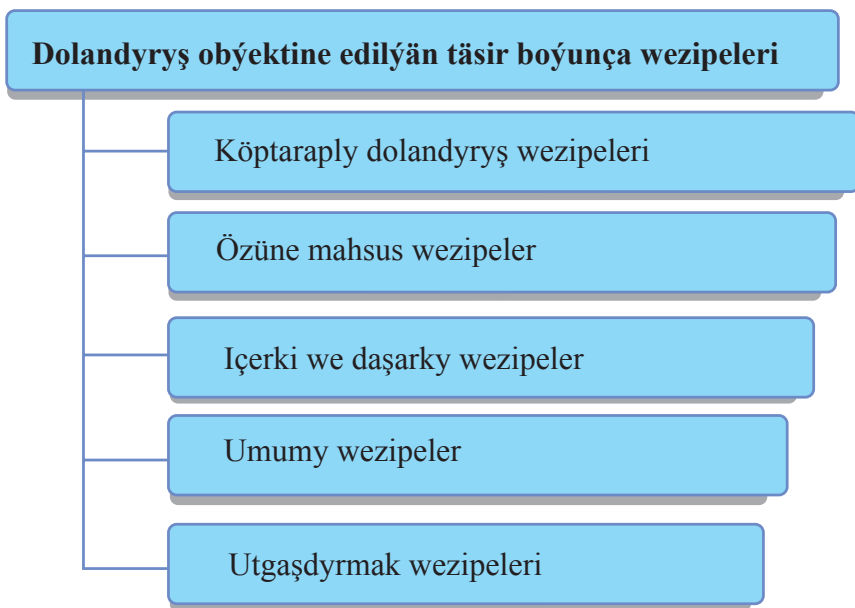 Dolandyryş obýektine edilýän täsir boýunça wezipeleri
Köptaraply dolandyryş wezipeleri
Özüne mahsus wezipeler
Içerki we daşarky wezipeler
Umumy wezipeler
Utgaşdyrmak wezipeleri